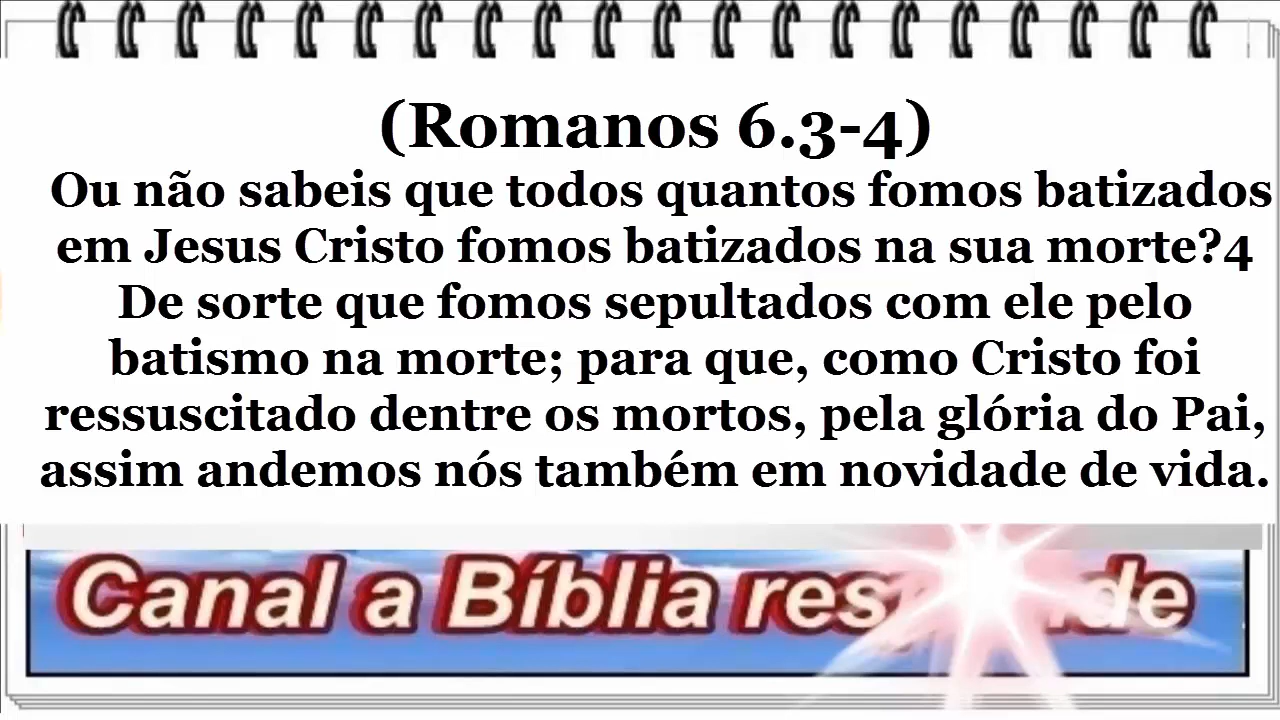 (Romanos 6.3-4)
Ou não sabeis que todos quantos fomos batizados
em Jesus Cristo fomos batizados na sua morte?4
De sorte que fomos sepultados com ele pelo
batismo na morte; para que, como Cristo foi
ressuscitado dentre os mortos, pela glória do Pai,
assim andemos nós também em novidade de vida.
Canal a Bíblia